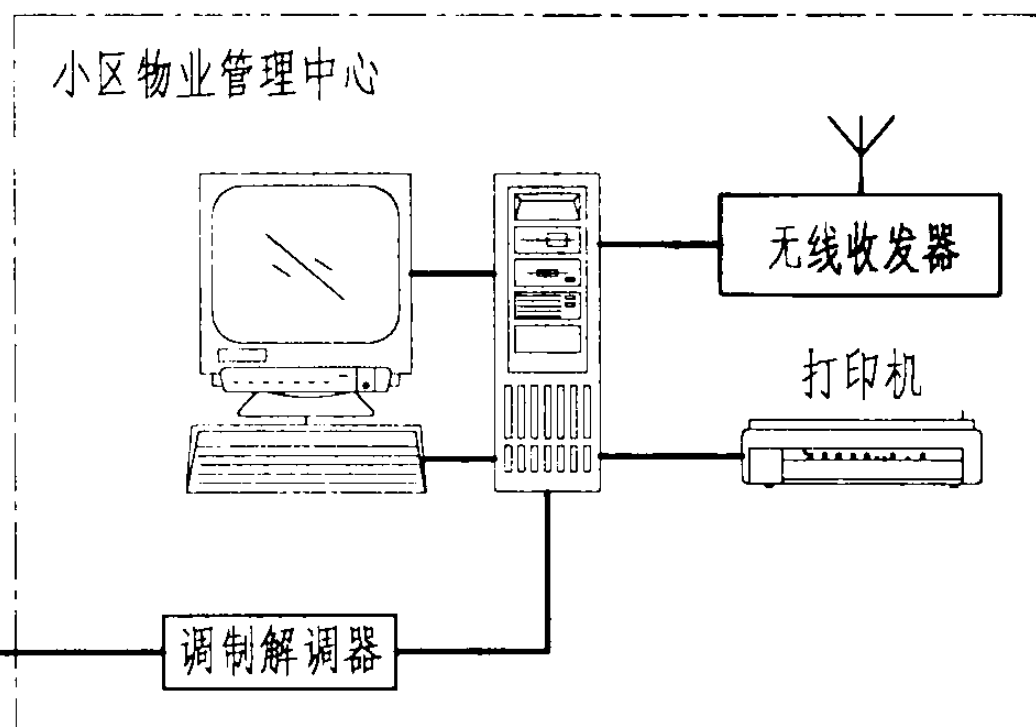 小区物业管理中心
无线收发器
打印机
调制解调器